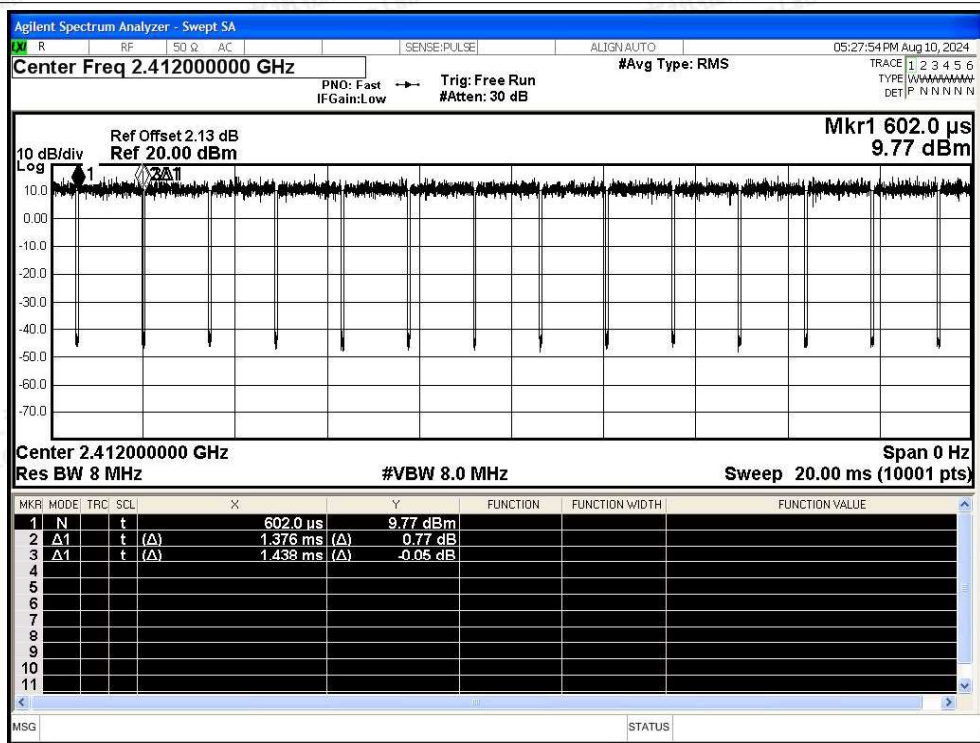 Agilent Spectrum Analyzer - Swept SA
LXI R RF 50 Ω AC SENSE:PULSE ALIGN AUTO 05:27:54 PM Aug 10, 2024
Center Freq 2.412000000 GHz #Avg Type: RMS TRACE 1 2 3 4 5 6
PNO: Fast Trig: Free Run TYPE
IFGain:Low #Atten: 30 dB DET P N N N N N
Mkr1 602.0 µs
Ref Offset 2.13 dB
10 dB/div Ref 20.00 dBm 9.77 dBm
Log
1 2Δ1
10.0
0.00
-10.0
-20.0
-30.0
-40.0
-50.0
-60.0
-70.0
Center 2.412000000 GHz Span 0 Hz
Res BW 8 MHz #VBW 8.0 MHz Sweep 20.00 ms (10001 pts)
MKR MODE TRC SCL X Y FUNCTION FUNCTION WIDTH FUNCTION VALUE
1 N t 602.0 µs 9.77 dBm
2 Δ1 t (Δ) 1.376 ms (Δ) 0.77 dB
3 Δ1 t (Δ) 1.438 ms (Δ) -0.05 dB
4
5
6
7
8
9
10
11
MSG STATUS